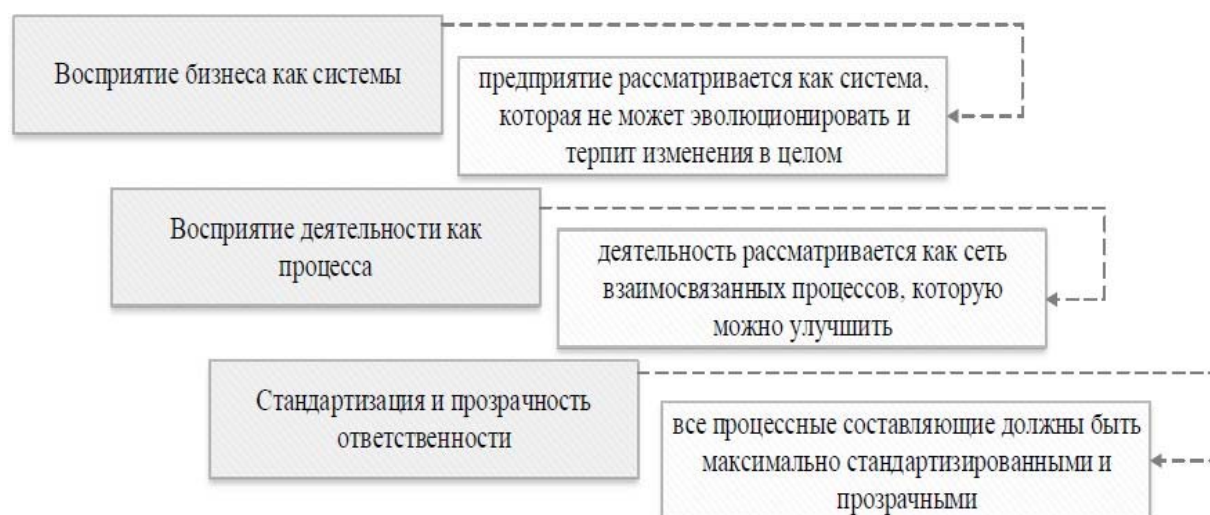 Восприятие бизнеса как системы
предприятие рассматривается как система,
которая не может эволюционировать и
терпит изменения в целом
Восприятие деятельности как
процесса
деятельность рассматривается как сеть
взаимосвязанных процессов, которую
можно улучшить
Стандартизация и прозрачность
ответственности
все процессные составляющие должны быть
максимально стандартизированными и
прозрачными